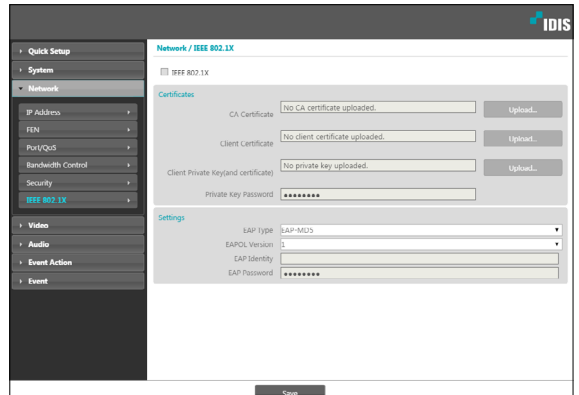 IDIS
Quick Setup
System
Network
IP Address
FEN
Port/QoS
Bandwidth Control
Security
IEEE 802.1X
Video
Audio
Event Action
Event
Network / IEEE 802.1X
IEEE 802.1X
Certificates
CA Certificate No CA certificate uploaded. Upload...
Client Certificate No client certificate uploaded. Upload...
Client Private Key(and certificate) No private key uploaded. Upload...
Private Key Password ●●●●●●●●
Settings
EAP Type EAP-MD5
EAPOL Version 1
EAP Identity
EAP Password ●●●●●●●●
Save